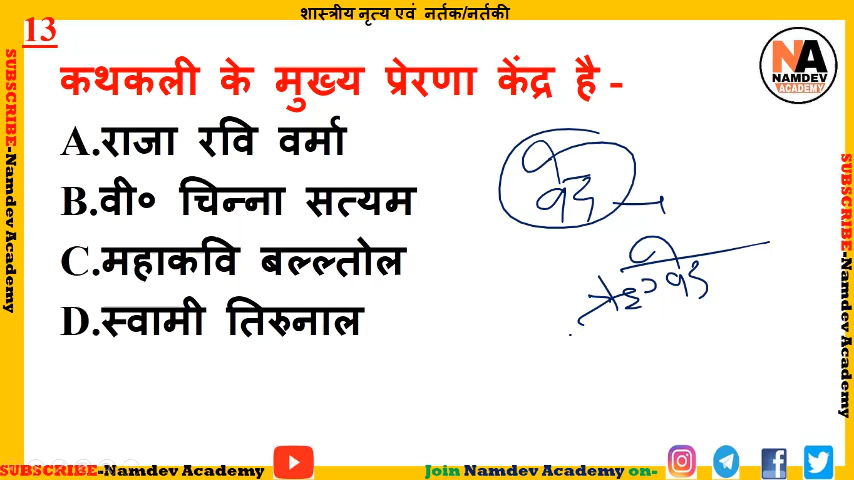 शास्त्रीय नृत्य एवं नर्तक/नर्तकी
13
कथकली के मुख्य प्रेरणा केंद्र है -
A.राजा रवि वर्मा
B.वी० चिन्ना सत्यम
C.महाकवि बल्ल्तोल
D.स्वामी तिरुनाल
NA
NAMDEV
ACADEMY
SUBSCRIBE-Namdev Academy
SUBSCRIBE-Namdev Academy
SUBSCRIBE-Namdev Academy
Join Namdev Academy on-